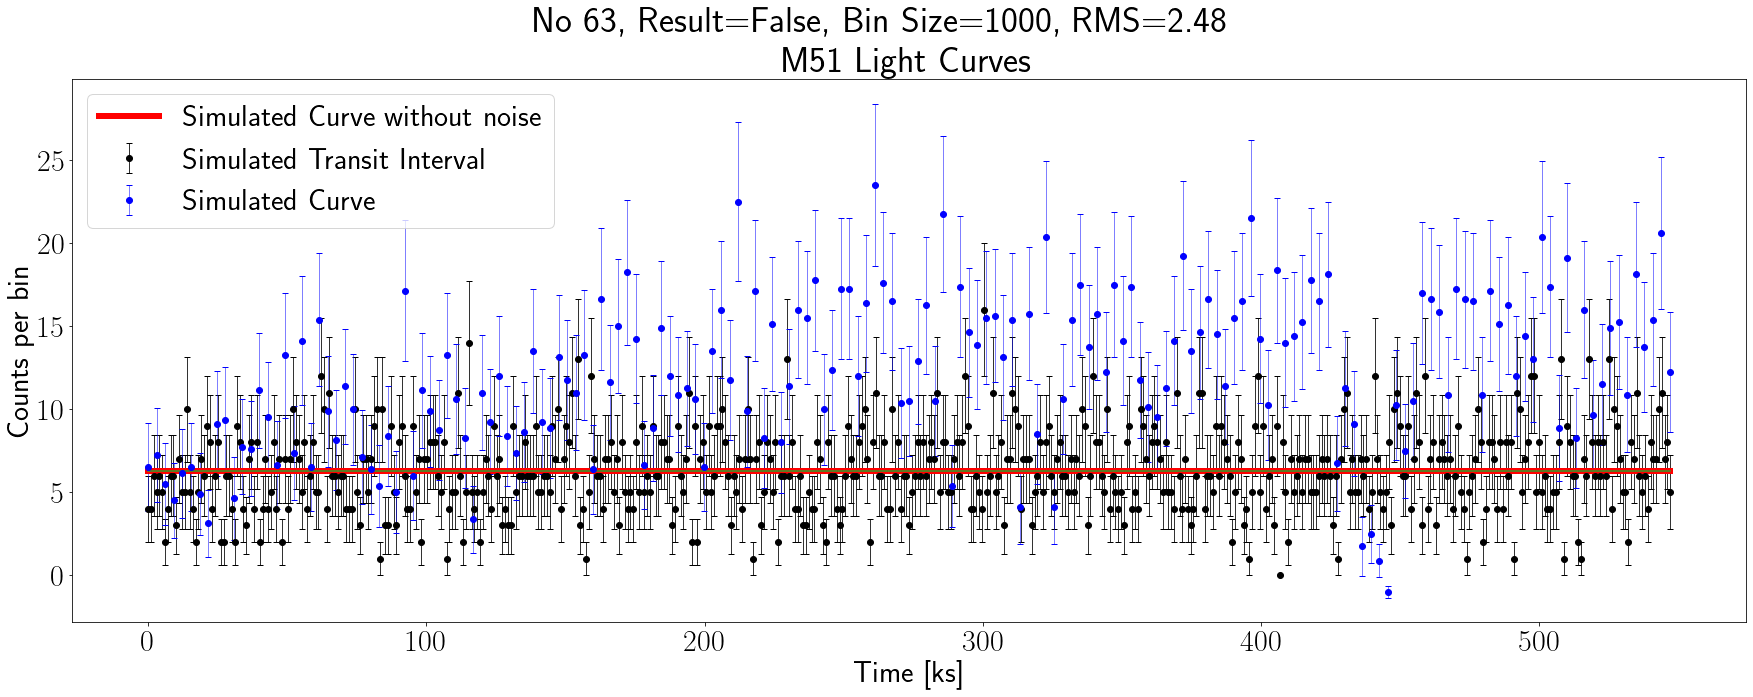 No 63, Result=False, Bin Size=1000, RMS=2.48
M51 Light Curves
Simulated Curve without noise
Simulated Transit Interval
Simulated Curve
Counts per bin
25
20
15
10
5
0
0 100 200 300 400 500
Time [ks]